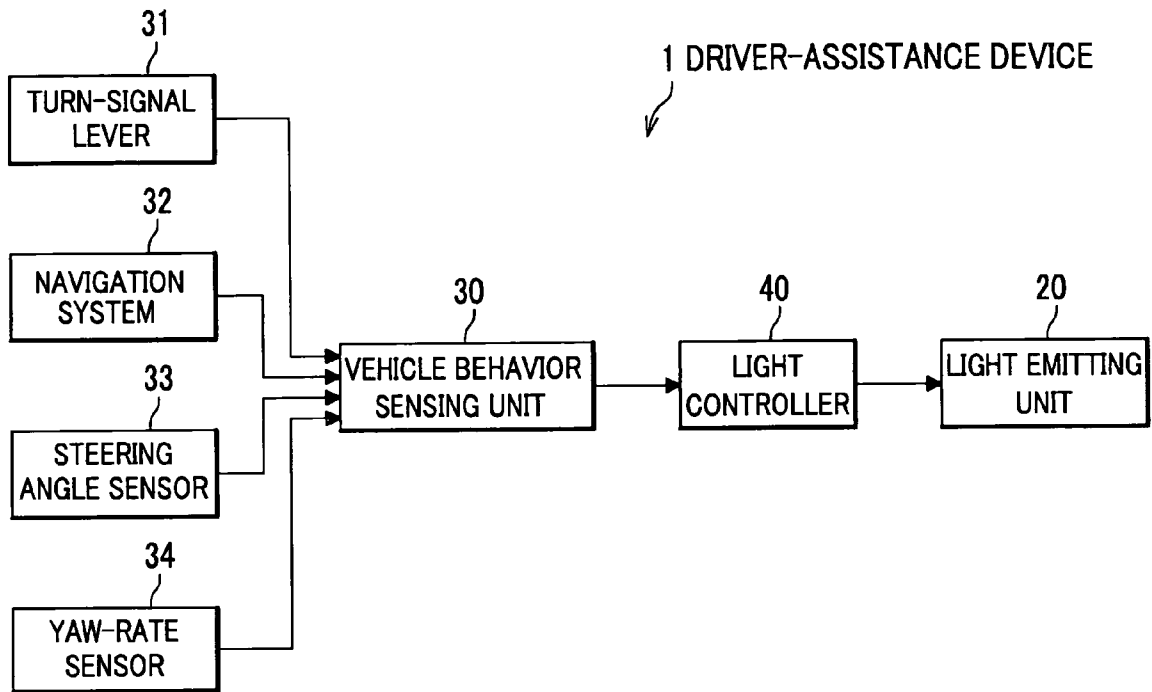 1 DRIVER-ASSISTANCE DEVICE
31
TURN-SIGNAL
LEVER
32
NAVIGATION
SYSTEM
33
STEERING
ANGLE SENSOR
34
YAW-RATE
SENSOR
30
VEHICLE BEHAVIOR
SENSING UNIT
40
LIGHT
CONTROLLER
20
LIGHT EMITTING
UNIT